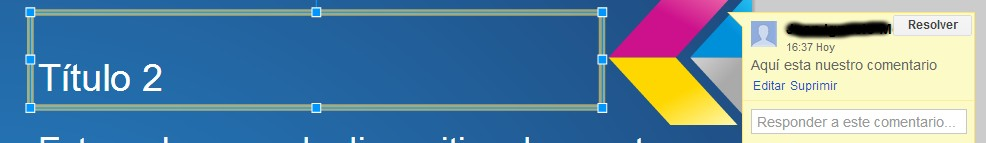 Título 2
Resolver
16:37 Hoy
Aquí esta nuestro comentario
Editar Suprimir
Responder a este comentario...